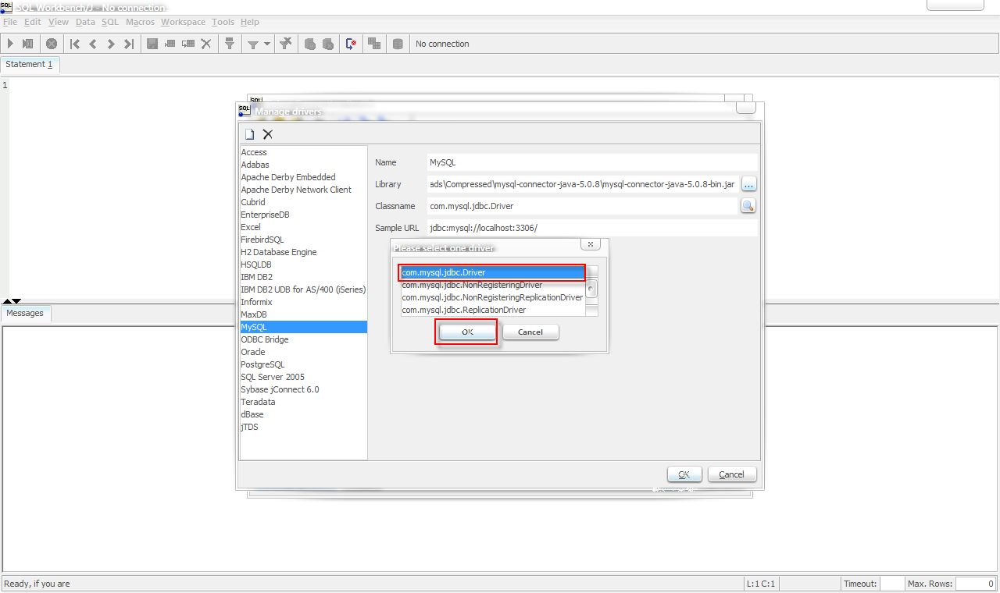 SQL Workbench/J - No connection
File Edit View Data SQL Macros Workspace Tools Help
No connection
Statement 1
1
Manage drivers
Access
Adabas
Apache Derby Embedded
Apache Derby Network Client
Cubrid
EnterpriseDB
Excel
FirebirdSQL
H2 Database Engine
HSQLDB
IBM DB2
IBM DB2 UDB for AS/400 (iSeries)
Informix
MaxDB
MySQL
ODBC Bridge
Oracle
PostgreSQL
SQL Server 2005
Sybase jConnect 6.0
Teradata
dBase
jTDS
Name MySQL
Library ads\Compressed\mysql-connector-java-5.0.8\mysql-connector-java-5.0.8-bin.jar ...
Classname com.mysql.jdbc.Driver
Sample URL jdbc:mysql://localhost:3306/
Please select one driver
com.mysql.jdbc.Driver
com.mysql.jdbc.NonRegisteringDriver
com.mysql.jdbc.NonRegisteringReplicationDriver
com.mysql.jdbc.ReplicationDriver
OK Cancel
OK Cancel
Messages
Ready, if you are L:1 C:1 Timeout: Max. Rows: 0